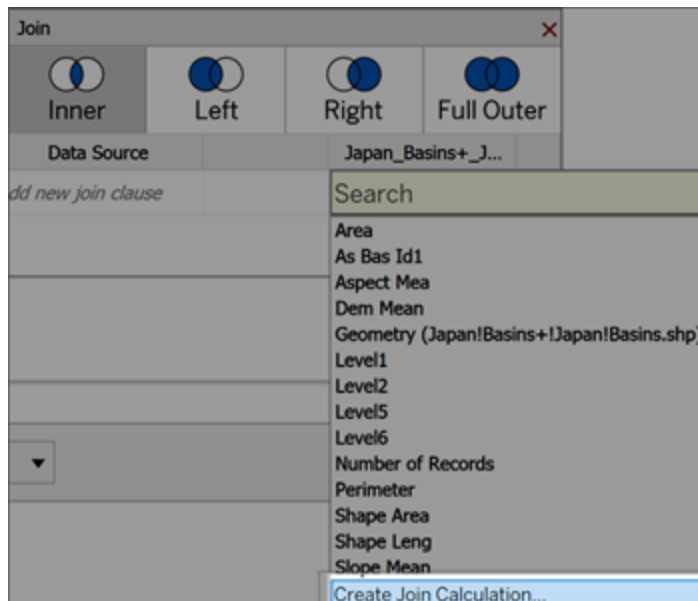 Join
Inner Left Right Full Outer
Data Source Japan_Basins+_J...
dd new join clause
Search
Area
As Bas Id1
Aspect Mea
Dem Mean
Geometry (Japan!Basins+!Japan!Basins.shp)
Level1
Level2
Level5
Level6
Number of Records
Perimeter
Shape Area
Shape Leng
Slope Mean
Create Join Calculation...